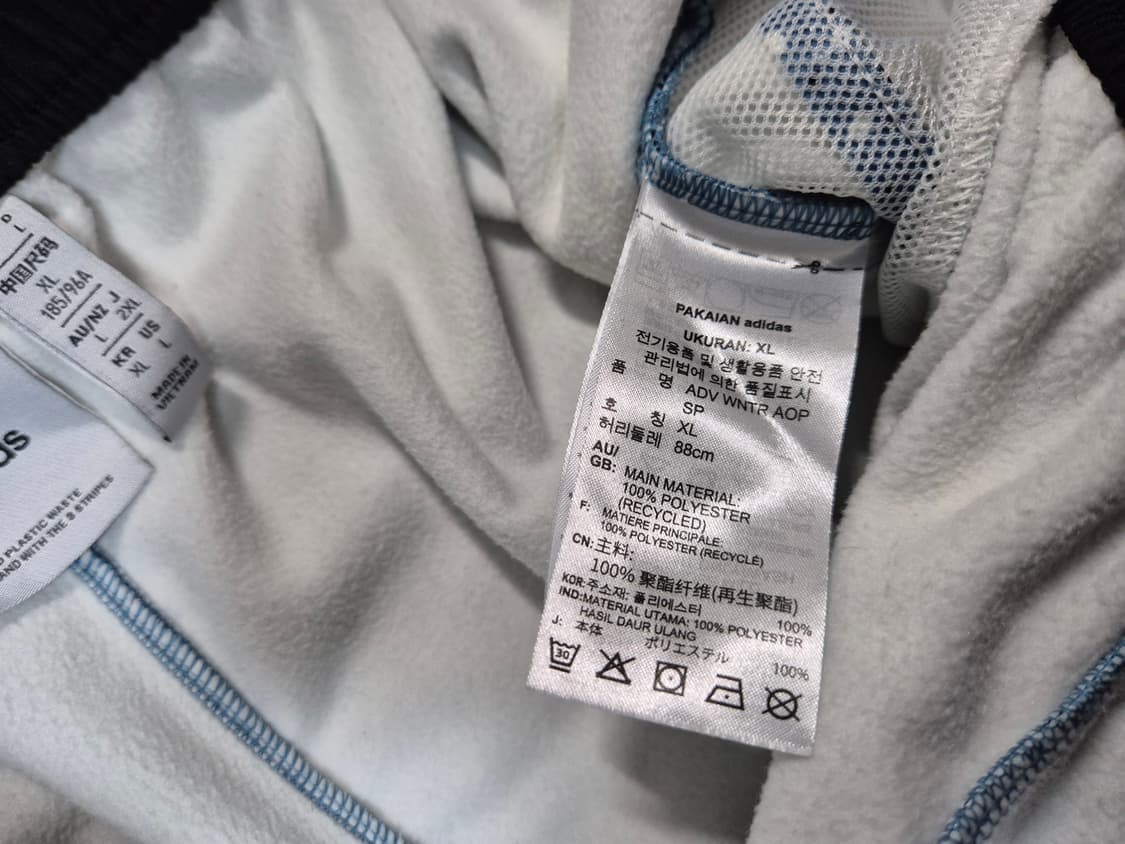 D
L
中国/尺码
XL
185/96A
AU/NZ J
L 2XL
KR US
XL L
MADE IN
VIETNAM
PLASTIC WASTE
AND WITH THE 3 STRIPES
PAKAIAN adidas
UKURAN: XL
전기용품 및 생활용품 안전
관리법에 의한 품질표시
품 명 ADV WNTR AOP
SP
호 칭 XL
허리둘레 88cm
AU/
GB: MAIN MATERIAL:
100% POLYESTER
(RECYCLED)
F: MATIÈRE PRINCIPALE:
100% POLYESTER (RECYCLÉ)
CN: 主料:
100% 聚酯纤维(再生聚酯)
KOR: 주소재: 폴리에스터 100%
IND: MATERIAL UTAMA: 100% POLYESTER
HASIL DAUR ULANG
J: 本体 ポリエステル 100%
30